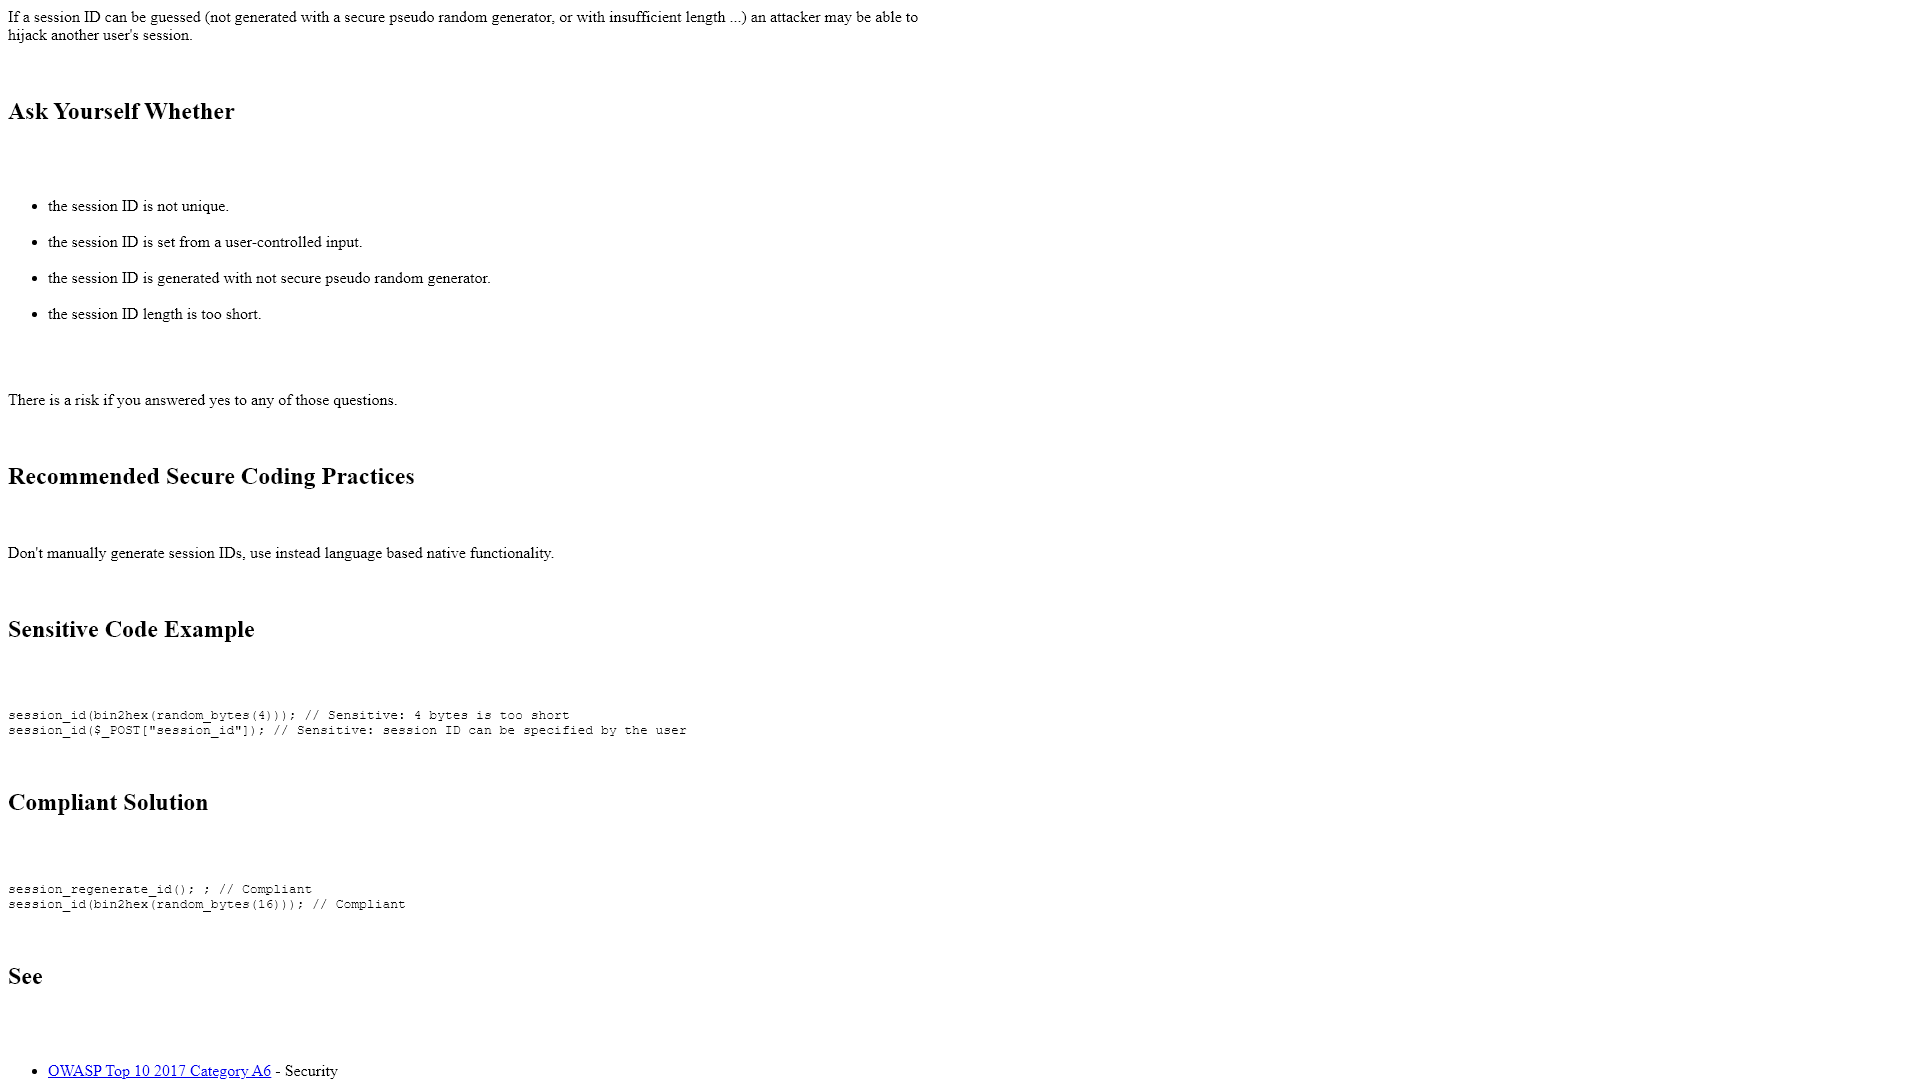 If a session ID can be guessed (not generated with a secure pseudo random generator, or with insufficient length ...) an attacker may be able to
hijack another user's session.
Ask Yourself Whether
the session ID is not unique.
the session ID is set from a user-controlled input.
the session ID is generated with not secure pseudo random generator.
the session ID length is too short.
There is a risk if you answered yes to any of those questions.
Recommended Secure Coding Practices
Don't manually generate session IDs, use instead language based native functionality.
Sensitive Code Example
session_id(bin2hex(random_bytes(4))); // Sensitive: 4 bytes is too short
session_id($_POST["session_id"]); // Sensitive: session ID can be specified by the user
Compliant Solution
session_regenerate_id(); ; // Compliant
session_id(bin2hex(random_bytes(16))); // Compliant
See
OWASP Top 10 2017 Category A6 - Security